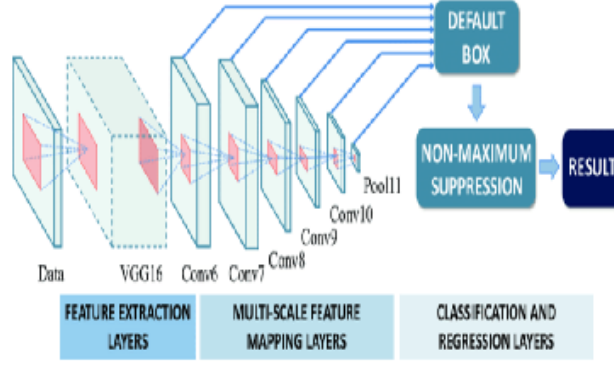 DEFAULT
BOX
NON-MAXIMUM
SUPPRESSION
RESULT
Pool11
Conv10
Conv9
Conv8
Data
VGG16
Conv6
Conv7
FEATURE EXTRACTION
LAYERS
MULTI-SCALE FEATURE
MAPPING LAYERS
CLASSIFICATION AND
REGRESSION LAYERS